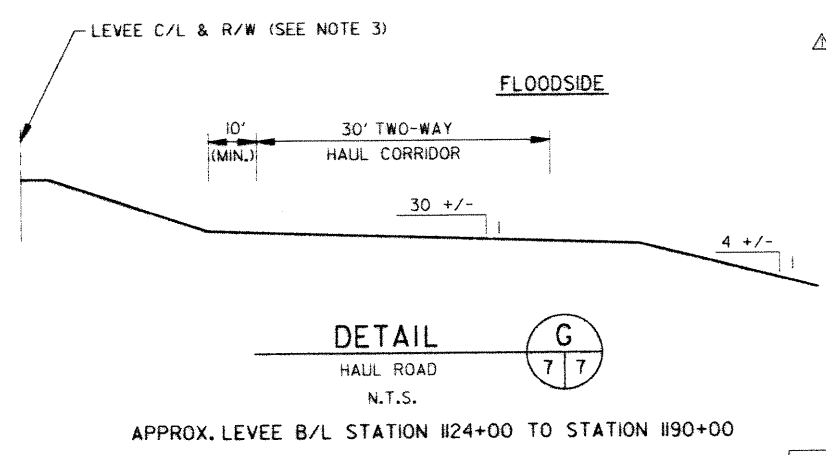 LEVEE C/L & R/W (SEE NOTE 3)
FLOODSIDE
10'
(MIN.)
30' TWO-WAY
HAUL CORRIDOR
30 +/-
1
4 +/-
1
DETAIL
HAUL ROAD
N.T.S.
G
7 7
APPROX. LEVEE B/L STATION 1124+00 TO STATION 1190+00